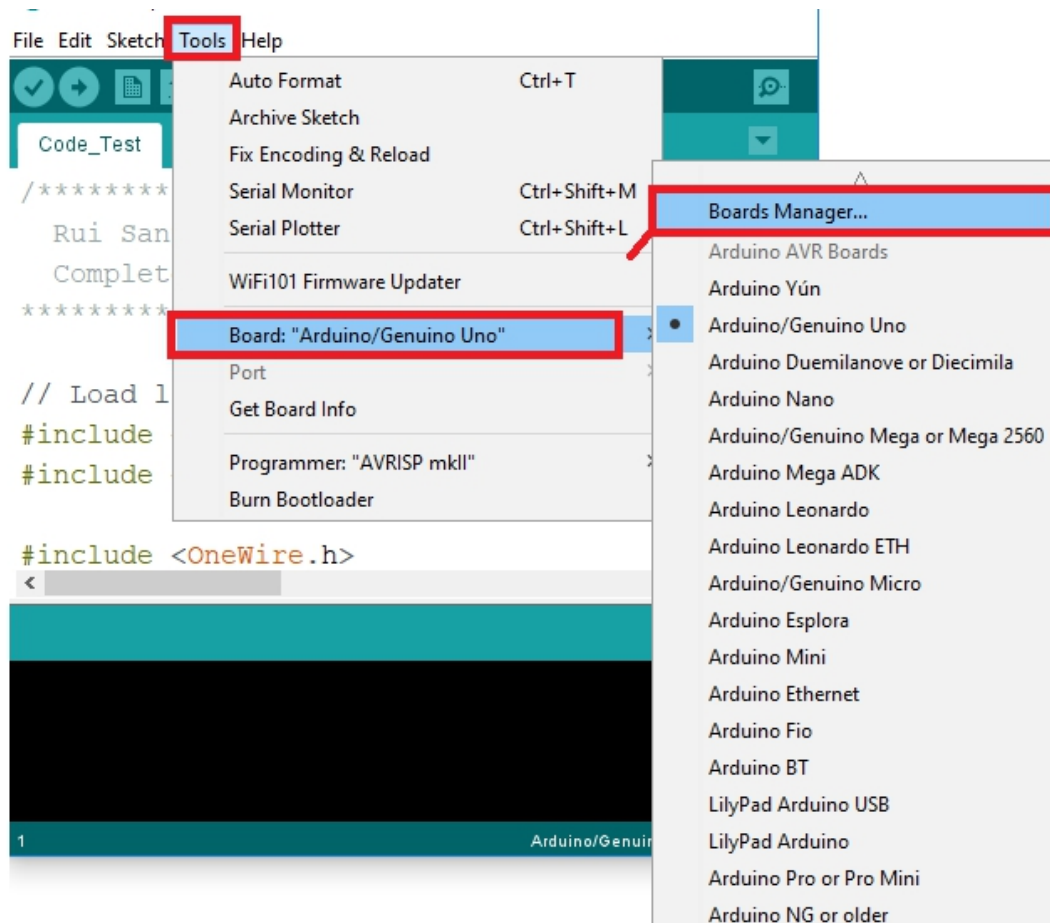 File Edit Sketch Tools Help
Code_Test
/********
Rui San
Complet
*********
// Load l
#include
#include
#include <OneWire.h>
Auto Format Ctrl+T
Archive Sketch
Fix Encoding & Reload
Serial Monitor Ctrl+Shift+M
Serial Plotter Ctrl+Shift+L
WiFi101 Firmware Updater
Board: "Arduino/Genuino Uno"
Port
Get Board Info
Programmer: "AVRISP mkII"
Burn Bootloader
Boards Manager...
Arduino AVR Boards
Arduino Yún
Arduino/Genuino Uno
Arduino Duemilanove or Diecimila
Arduino Nano
Arduino/Genuino Mega or Mega 2560
Arduino Mega ADK
Arduino Leonardo
Arduino Leonardo ETH
Arduino/Genuino Micro
Arduino Esplora
Arduino Mini
Arduino Ethernet
Arduino Fio
Arduino BT
LilyPad Arduino USB
LilyPad Arduino
Arduino Pro or Pro Mini
Arduino NG or older
1 Arduino/Genuin